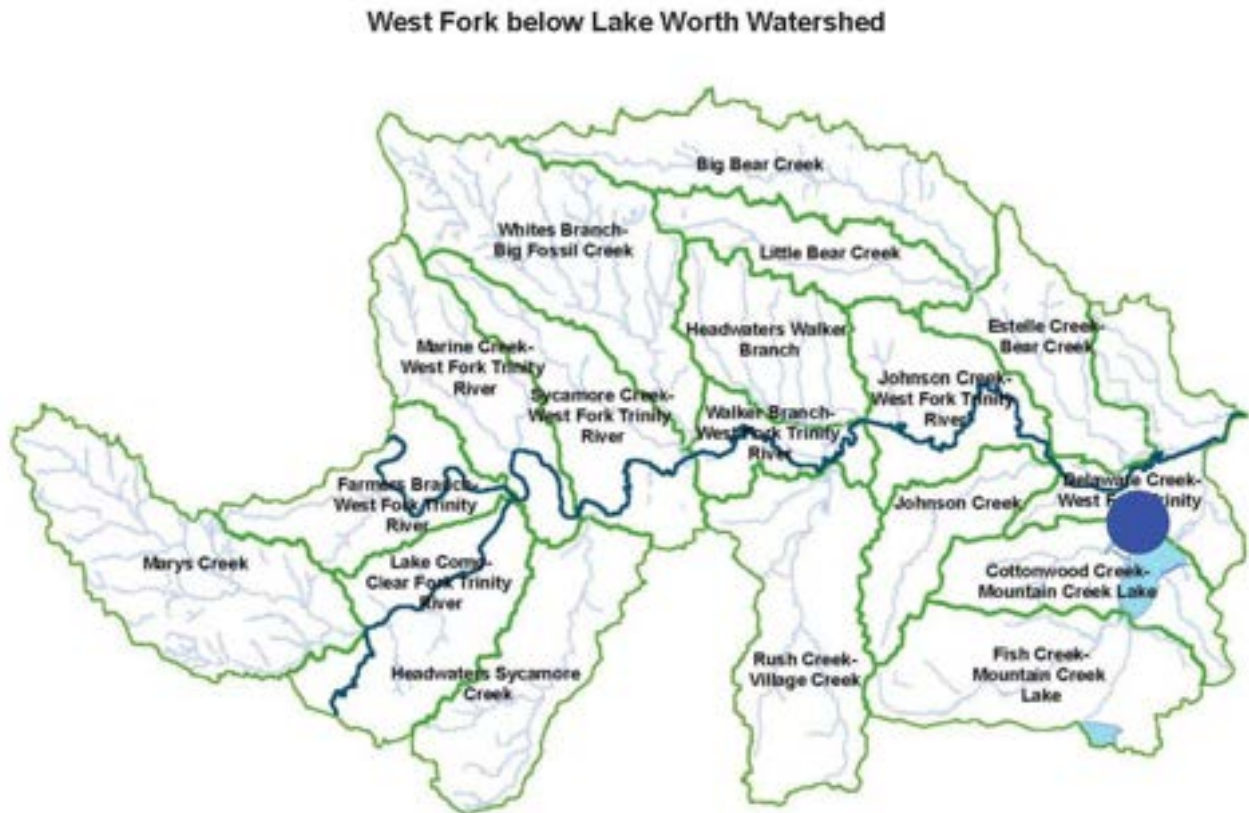 West Fork below Lake Worth Watershed
Big Bear Creek
Whites Branch-
Big Fossil Creek
Little Bear Creek
Headwaters Walker
Branch
Estelle Creek-
Bear Creek
Marine Creek-
West Fork Trinity
River
Johnson Creek-
West Fork Trinity
River
Sycamore Creek-
West Fork Trinity
River
Walker Branch-
West Fork Trinity
River
Farmers Branch-
West Fork Trinity
River
Johnson Creek
Delaware Creek-
West Trinity
Marys Creek
Lake Como-
Clear Fork Trinity
River
Cottonwood Creek-
Mountain Creek Lake
Headwaters Sycamore
Creek
Rush Creek-
Village Creek
Fish Creek-
Mountain Creek
Lake